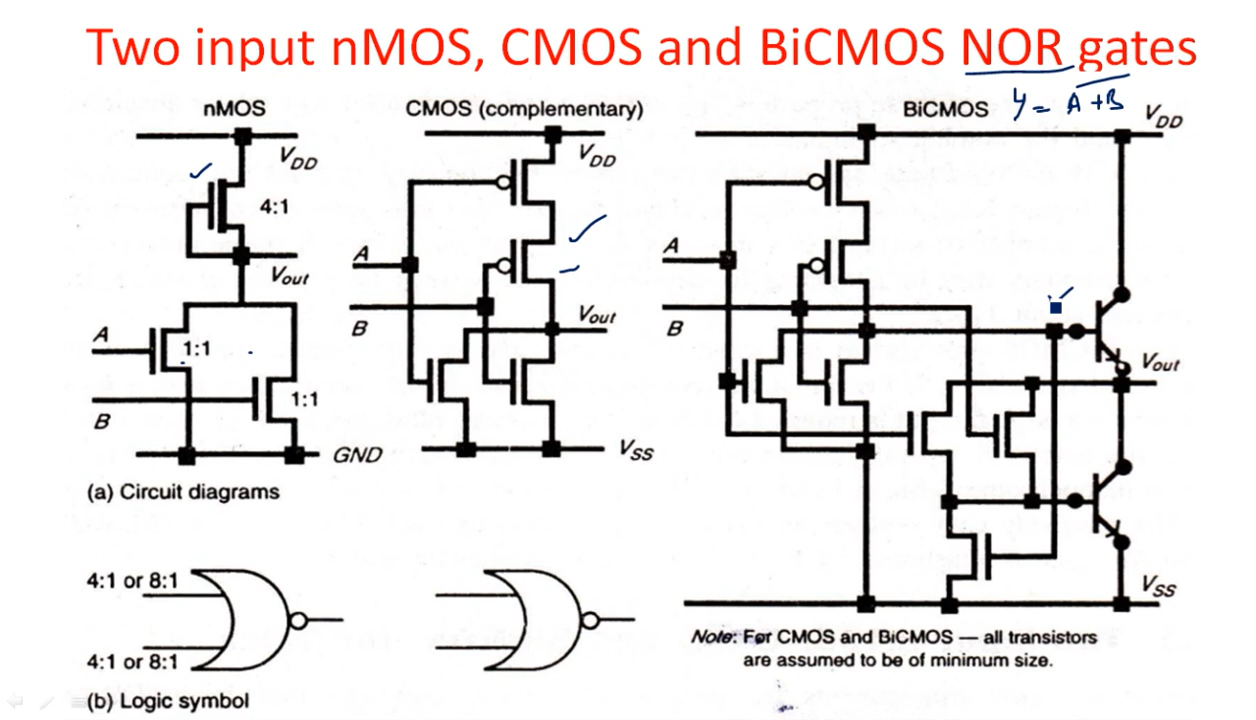 Two input nMOS, CMOS and BiCMOS NOR gates
Y = A + B
nMOS
CMOS (complementary)
BiCMOS
VDD
VDD
VDD
4:1
A
A
Vout
B
B
Vout
A
1:1
Vout
B
1:1
GND
VSS
(a) Circuit diagrams
4:1 or 8:1
VSS
Note: For CMOS and BiCMOS — all transistors
are assumed to be of minimum size.
4:1 or 8:1
(b) Logic symbol